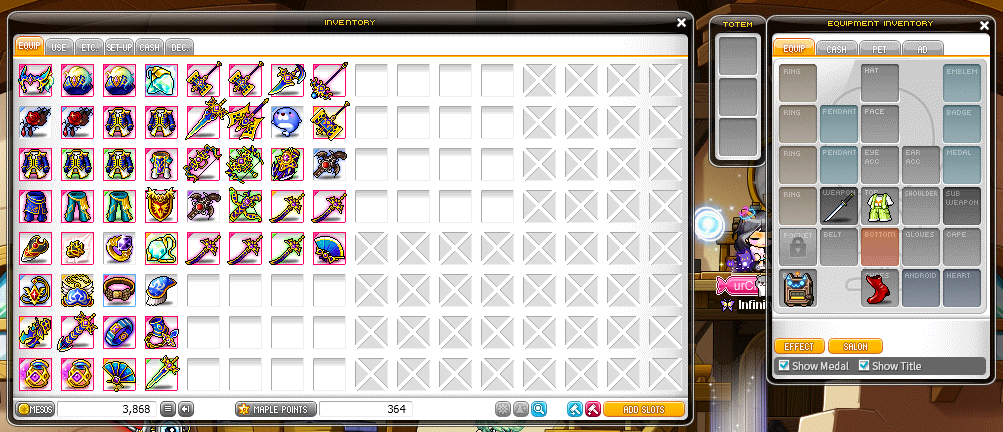 INVENTORY
EQUIP USE ETC. SET-UP CASH DEC.
MESOS 3,868 MAPLE POINTS 364 ADD SLOTS
TOTEM
EQUIPMENT INVENTORY
EQUIP CASH PET AD
RING HAT EMBLEM
RING PENDANT FACE BADGE
RING PENDANT EYE ACC EAR ACC MEDAL
RING WEAPON TOP SHOULDER SUB WEAPON
POCKET BELT BOTTOM GLOVES CAPE
ANDROID HEART
EFFECT SALON
Show Medal Show Title
Infini